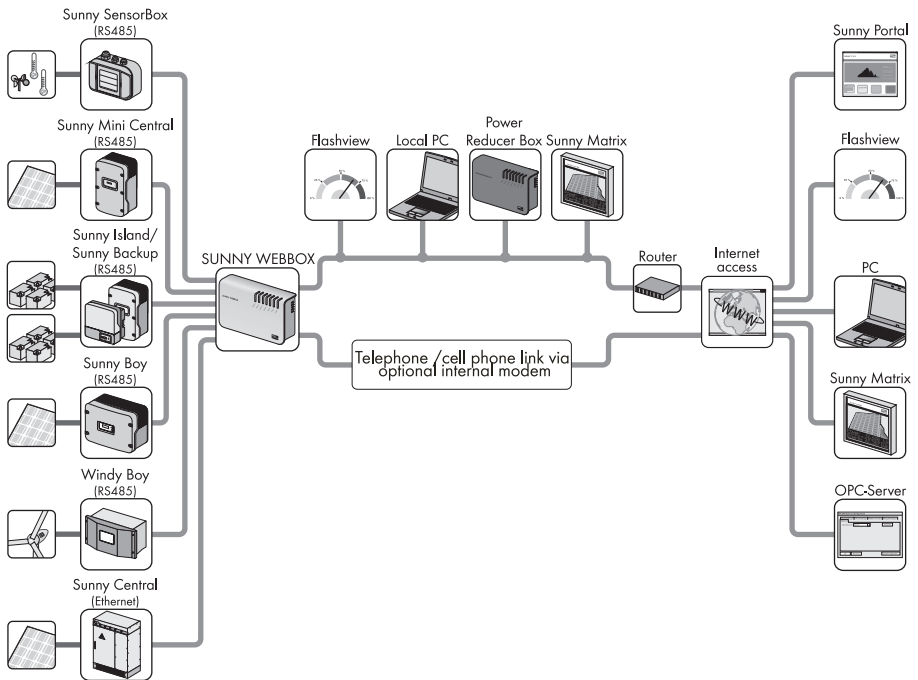 Sunny SensorBox
(RS485)
Sunny Mini Central
(RS485)
Sunny Island/
Sunny Backup
(RS485)
Sunny Boy
(RS485)
Windy Boy
(RS485)
Sunny Central
(Ethernet)
SUNNY WEBBOX
Flashview
Local PC
Power
Reducer Box
Sunny Matrix
Telephone /cell phone link via
optional internal modem
Router
Internet
access
WWW
Sunny Portal
Flashview
PC
Sunny Matrix
OPC-Server